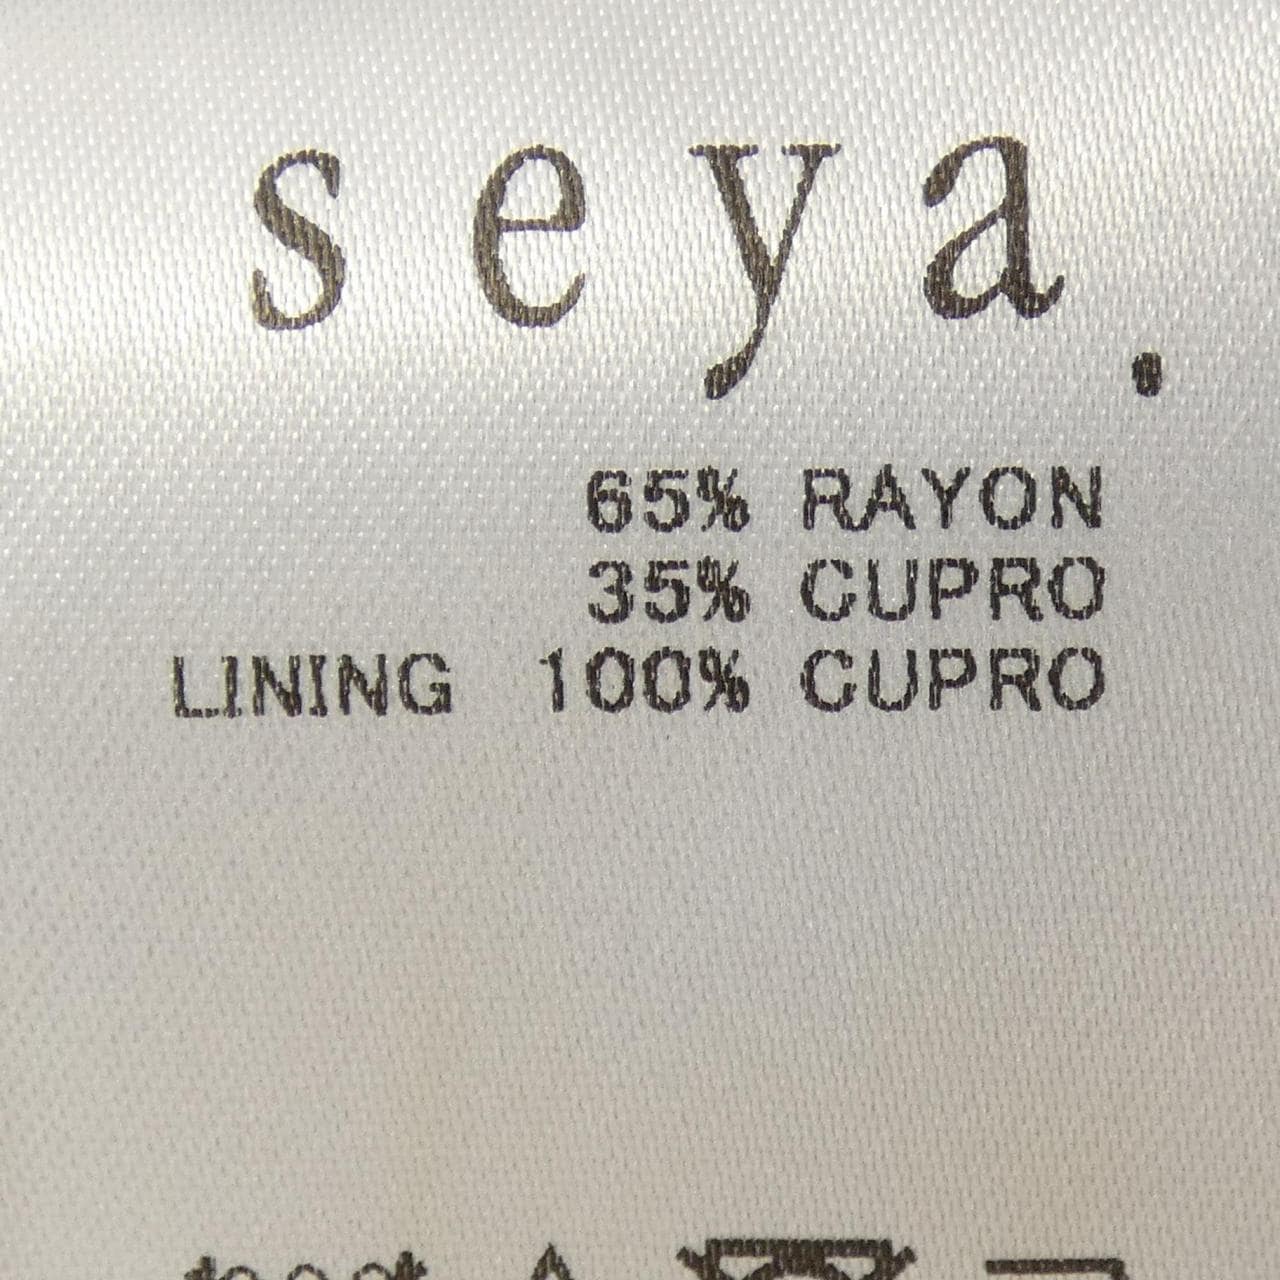 seya.
65% RAYON
35% CUPRO
LINING 100% CUPRO